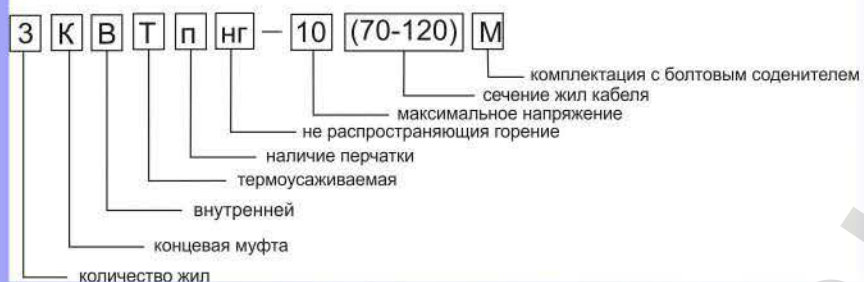 3 К В Т п нг – 10 (70-120) М
комплектация с болтовым соденителем
сечение жил кабеля
максимальное напряжение
не распространяющия горение
наличие перчатки
термоусаживаемая
внутренней
концевая муфта
количество жил